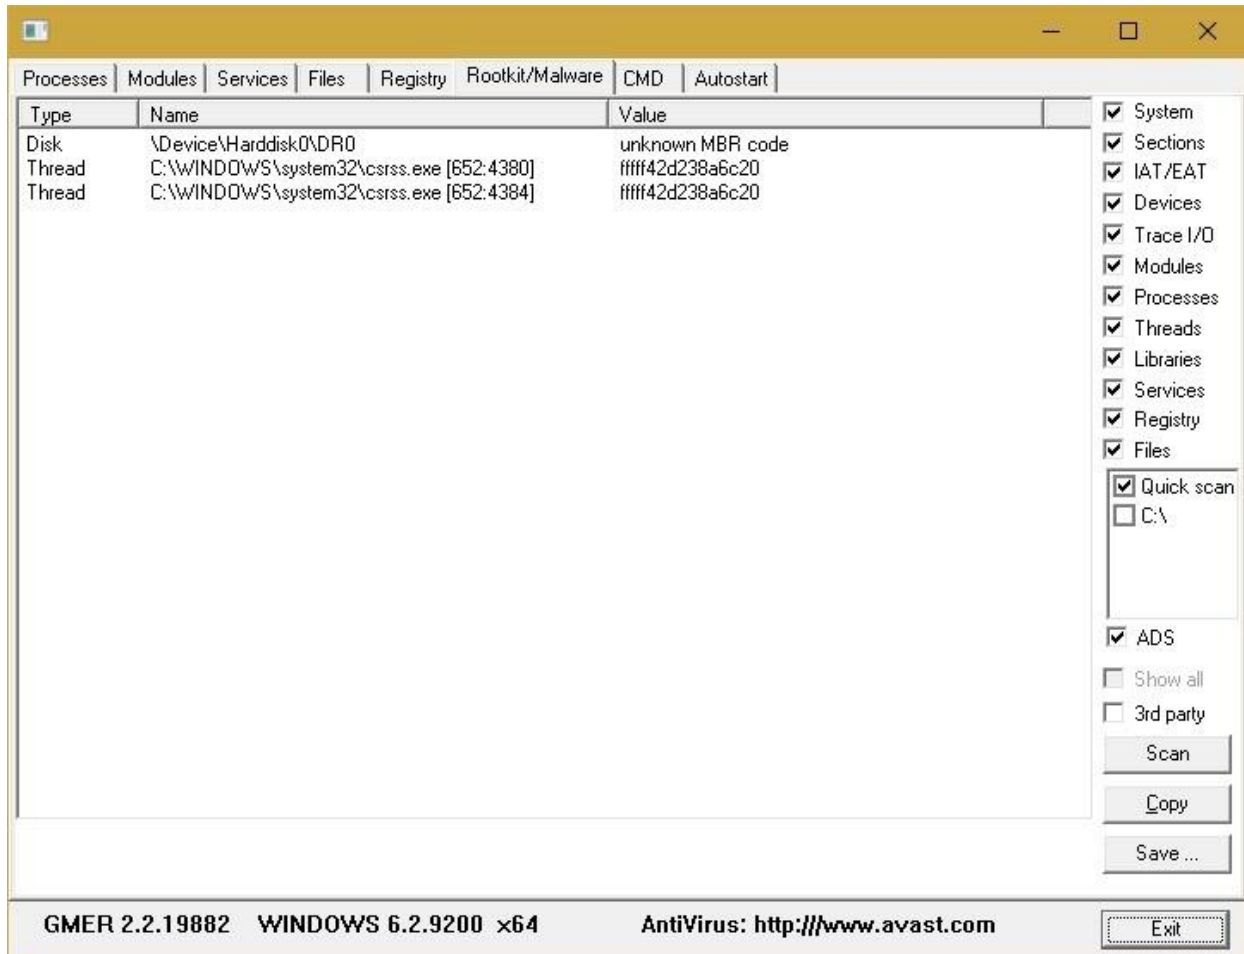 Processes Modules Services Files Registry Rootkit/Malware CMD Autostart
Type Name Value
Disk \Device\Harddisk0\DR0 unknown MBR code
Thread C:\WINDOWS\system32\csrss.exe [652:4380] fffff42d238a6c20
Thread C:\WINDOWS\system32\csrss.exe [652:4384] fffff42d238a6c20
System
Sections
IAT/EAT
Devices
Trace I/O
Modules
Processes
Threads
Libraries
Services
Registry
Files
Quick scan
C:\
ADS
Show all
3rd party
Scan
Copy
Save ...
GMER 2.2.19882 WINDOWS 6.2.9200 x64 AntiVirus: http:///www.avast.com
Exit